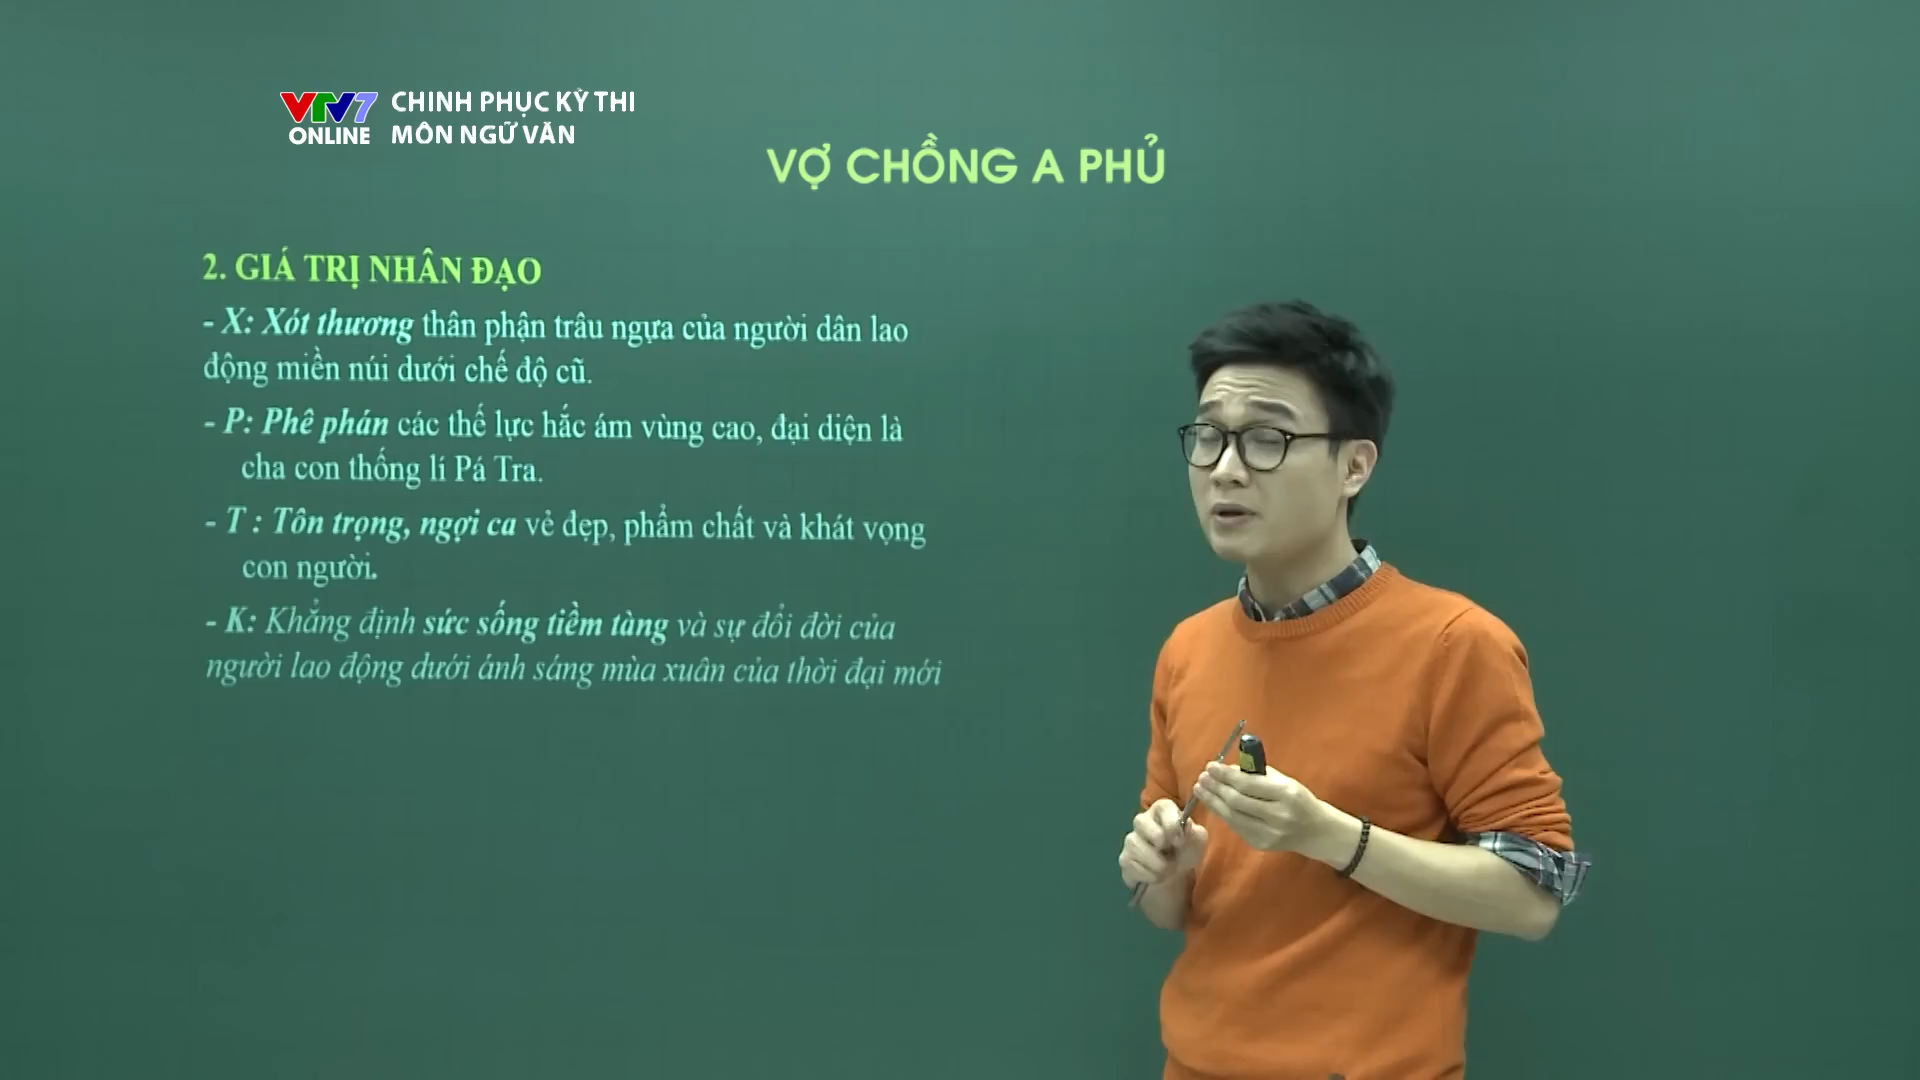 VTV7
ONLINE
CHINH PHỤC KỲ THI
MÔN NGỮ VĂN
VỢ CHỒNG A PHỦ
2. GIÁ TRỊ NHÂN ĐẠO
- X: Xót thương thân phận trâu ngựa của người dân lao
động miền núi dưới chế độ cũ.
- P: Phê phán các thế lực hắc ám vùng cao, đại diện là
cha con thống lí Pá Tra.
- T : Tôn trọng, ngợi ca vẻ đẹp, phẩm chất và khát vọng
con người.
- K: Khẳng định sức sống tiềm tàng và sự đổi đời của
người lao động dưới ánh sáng mùa xuân của thời đại mới